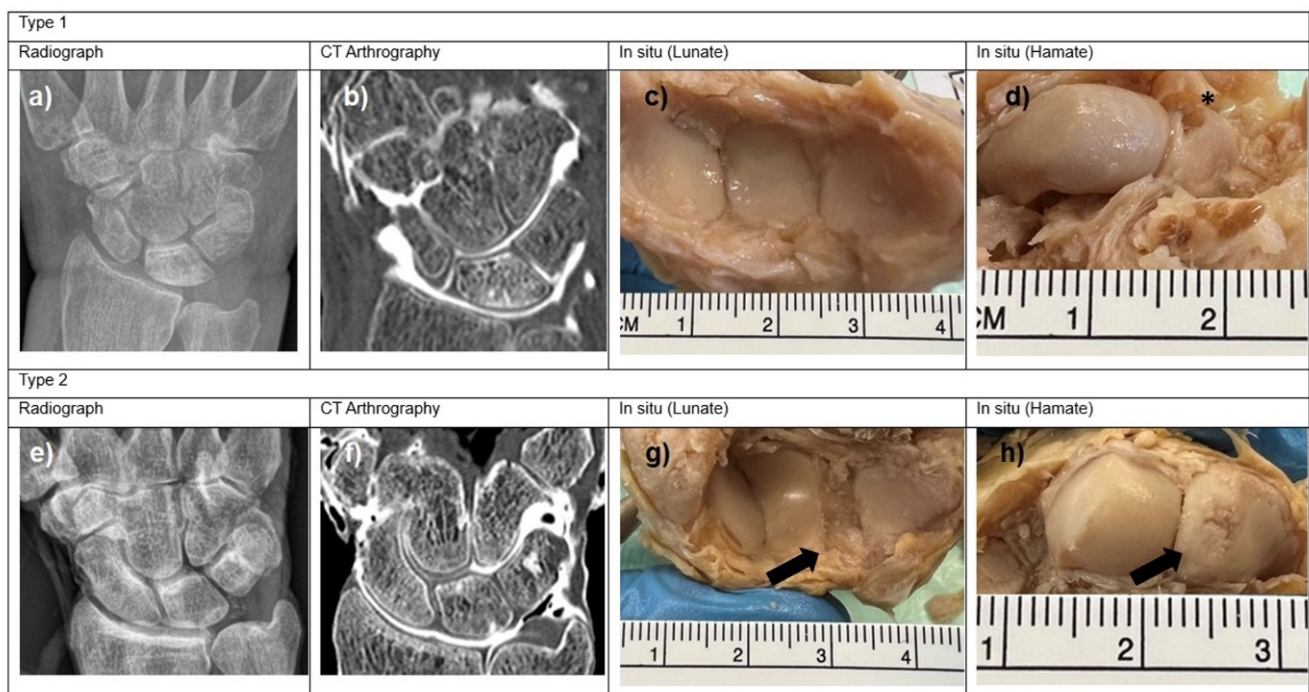 Type 1
Radiograph CT Arthrography In situ (Lunate) In situ (Hamate)
a) b) c) d) *
CM 1 2 3 4
CM 1 2
Type 2
Radiograph CT Arthrography In situ (Lunate) In situ (Hamate)
e) f) g) h)
1 2 3 4
1 2 3